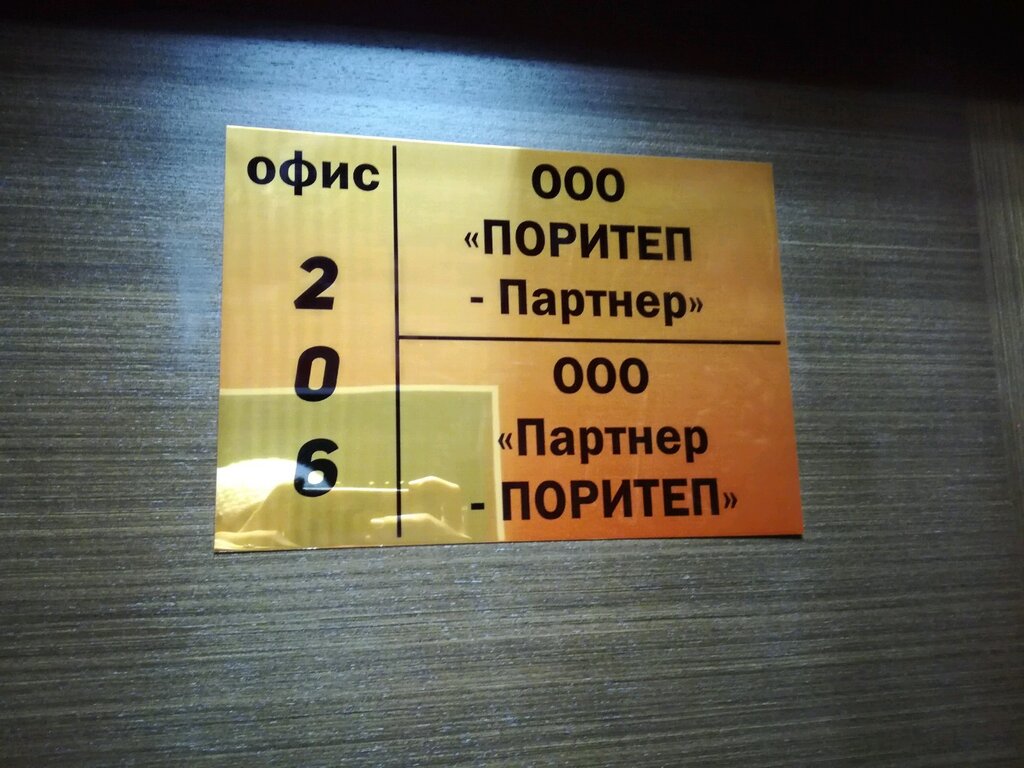 офис
2
0
6
ООО
«ПОРИТЕП
- Партнер»
ООО
«Партнер
- ПОРИТЕП»